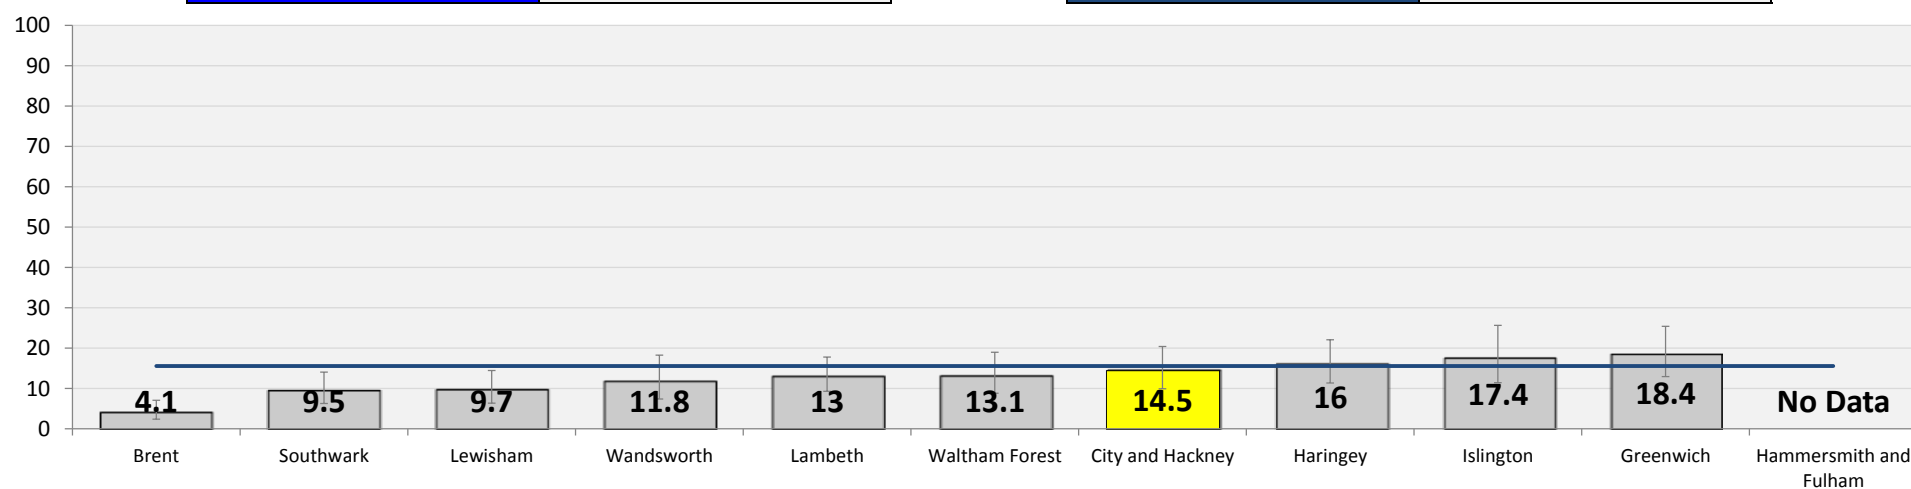 100
90
80
70
60
50
40
30
20
10
0
4.1
9.5
9.7
11.8
13
13.1
14.5
16
17.4
18.4
No Data
Brent
Southwark
Lewisham
Wandsworth
Lambeth
Waltham Forest
City and Hackney
Haringey
Islington
Greenwich
Hammersmith and
Fulham